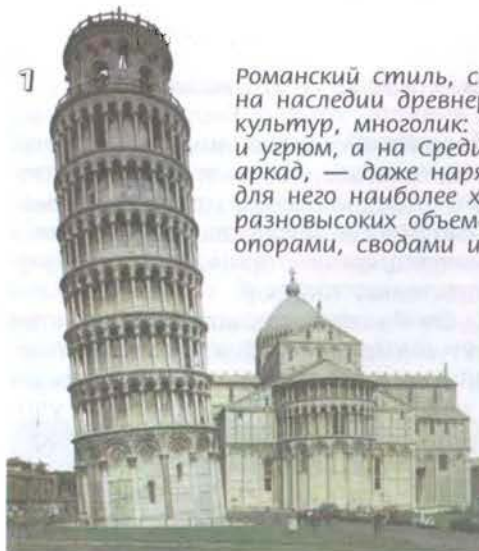 1
Романский стиль, с
на наследии древнер
культур, многолик:
и угрюм, а на Среди
аркад, — даже наря
для него наиболее х
разновысоких объем
опорами, сводами и